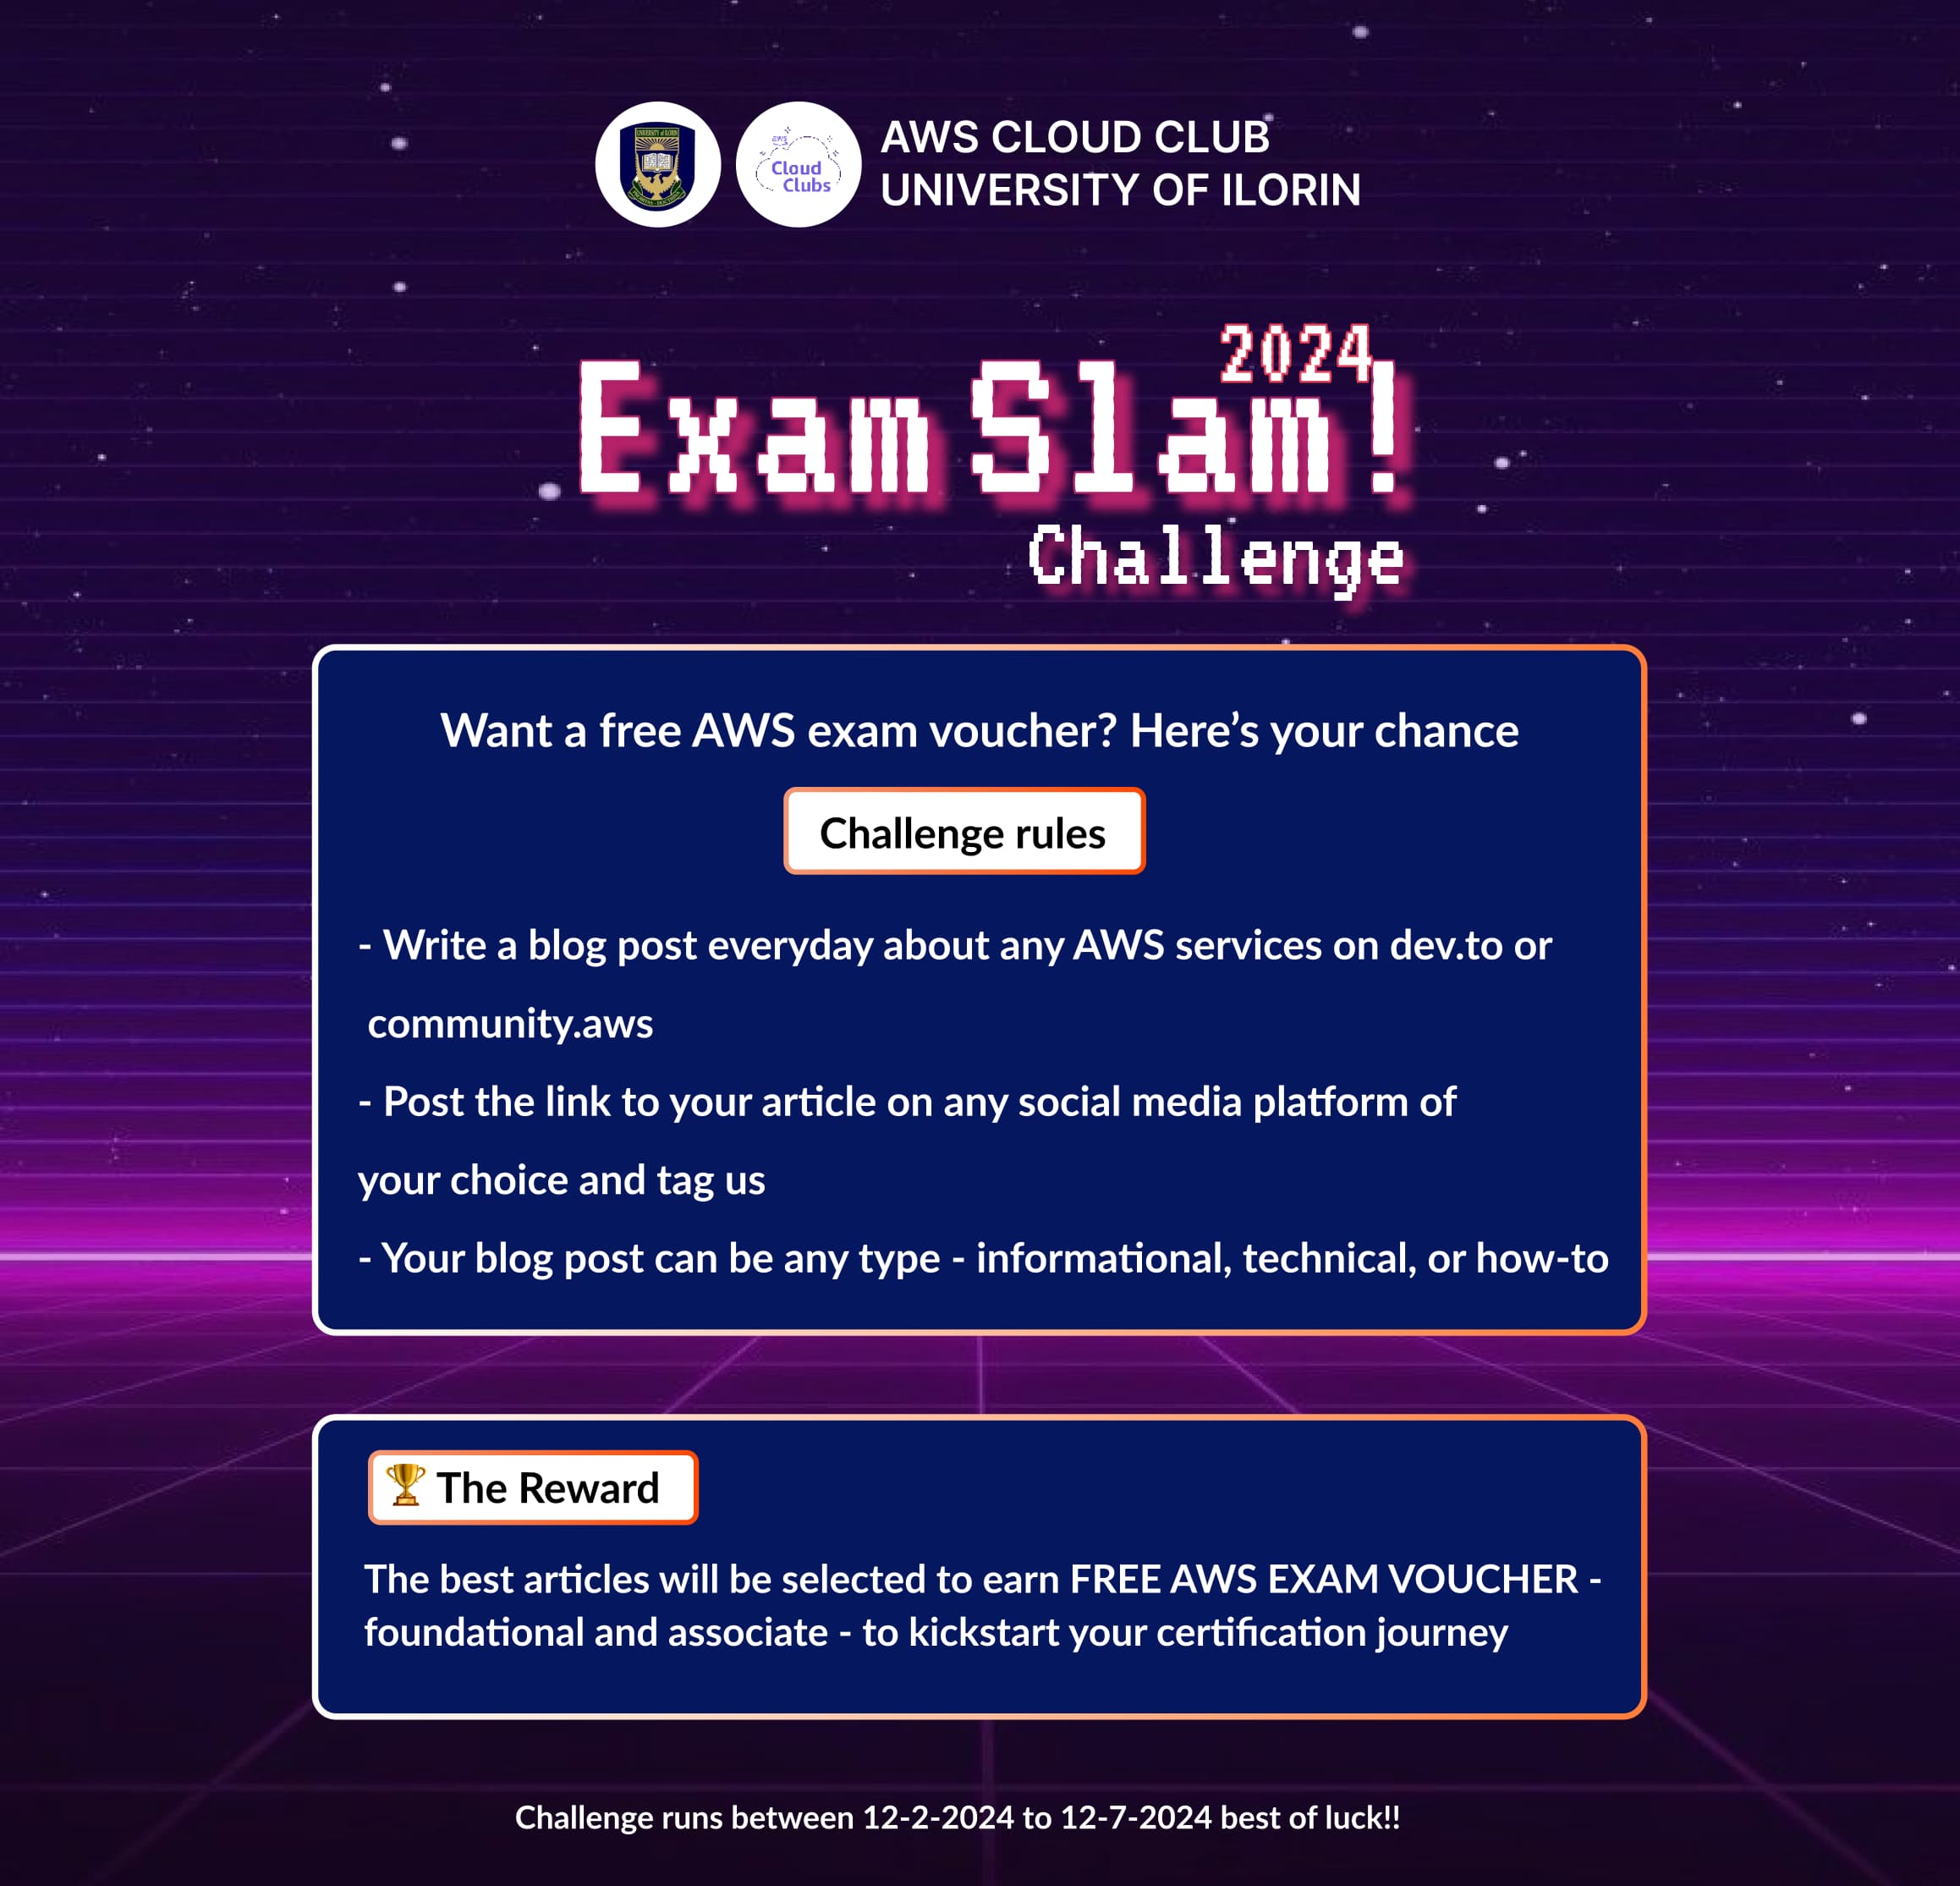 UNIVERSITY of ILORIN
aws
Cloud
Clubs
AWS CLOUD CLUB
UNIVERSITY OF ILORIN
2024
Exam Slam!
Challenge
Want a free AWS exam voucher? Here’s your chance
Challenge rules
- Write a blog post everyday about any AWS services on dev.to or
community.aws
- Post the link to your article on any social media platform of
your choice and tag us
- Your blog post can be any type - informational, technical, or how-to
The Reward
The best articles will be selected to earn FREE AWS EXAM VOUCHER -
foundational and associate - to kickstart your certification journey
Challenge runs between 12-2-2024 to 12-7-2024 best of luck!!